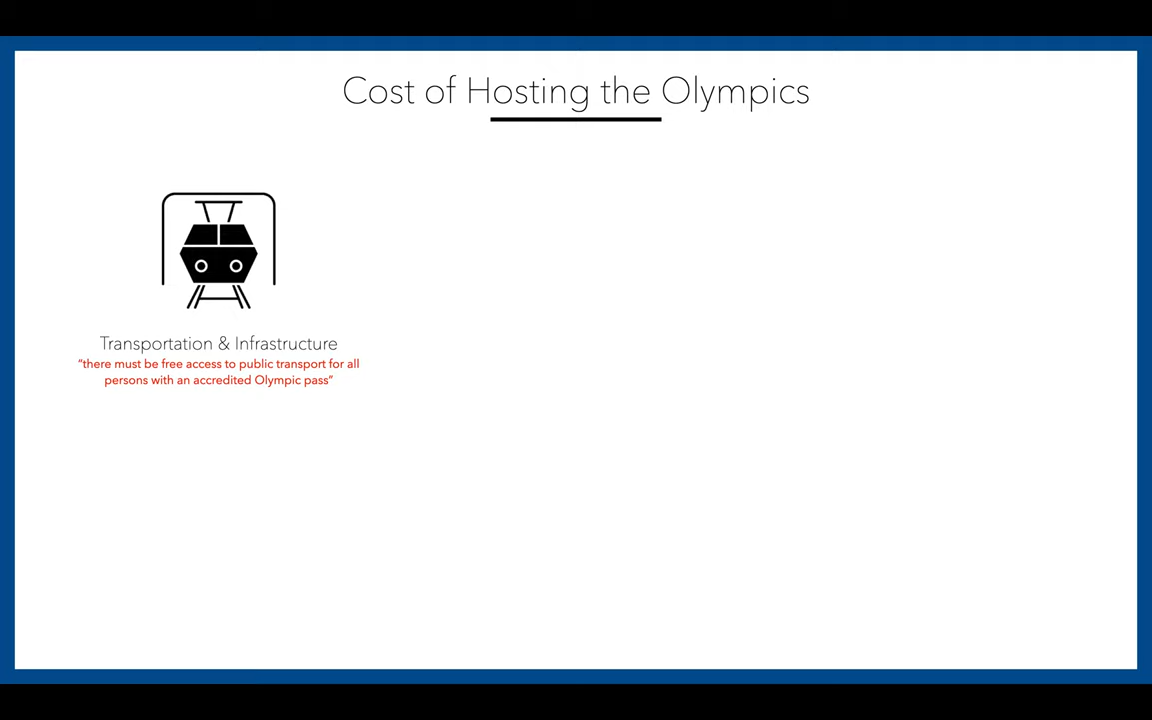 Cost of Hosting the Olympics
Transportation & Infrastructure
“there must be free access to public transport for all
persons with an accredited Olympic pass”